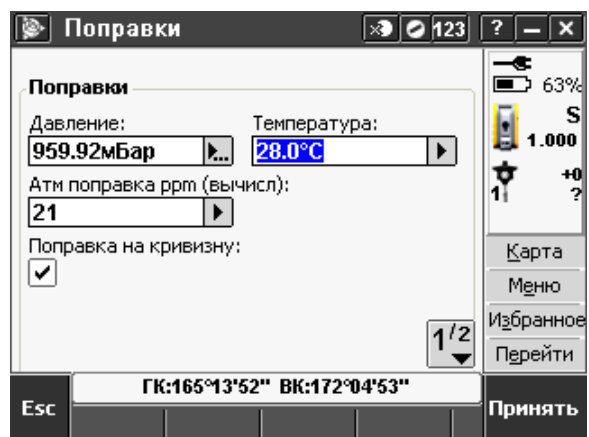 Поправки 123 ? – x
63%
Поправки
Давление: Температура:
S
959.92мБар 28.0°C
1.000
Атм поправка ppm (вычисл):
+0
1 ?
21
Поправка на кривизну:
Карта
Меню
Избранное
1/2
Перейти
ГК:165°13'52" ВК:172°04'53"
Esc Принять